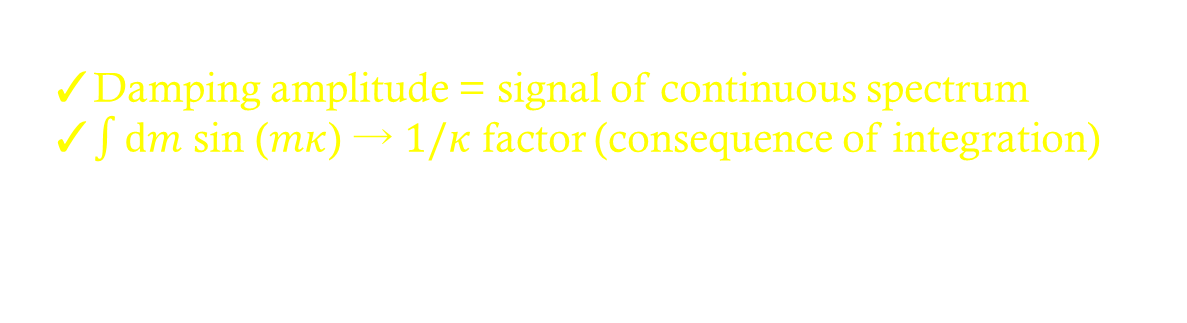 ✓Damping amplitude = signal of continuous spectrum
✓∫ dm sin (mκ) → 1/κ factor (consequence of integration)